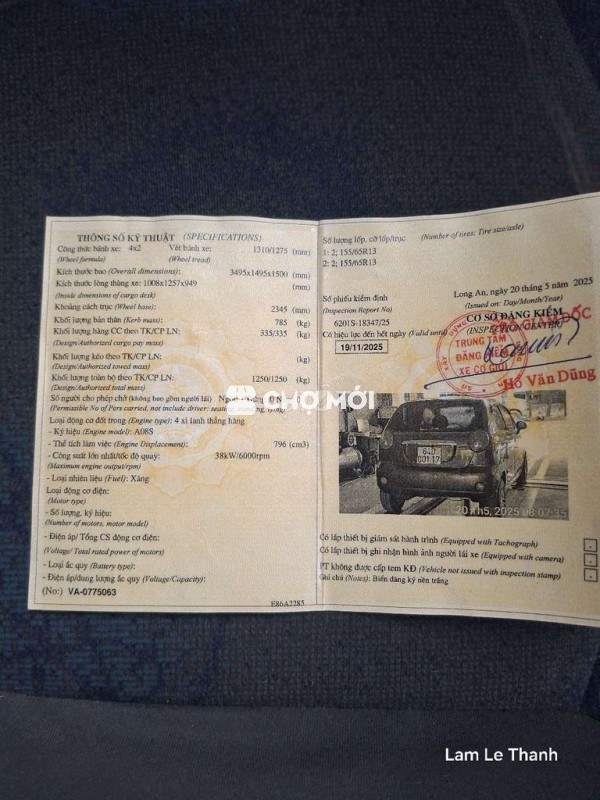 THÔNG SỐ KỸ THUẬT (SPECIFICATIONS)
Công thức bánh xe: 4x2 Vết bánh xe: 1310/1275 (mm)
(Wheel formula) (Wheel tread)
Kích thước bao (Overall dimensions): 3495x1495x1500 (mm)
Kích thước lòng thùng xe: 1008x1257x949 (mm)
(Inside dimensions of cargo desk)
Khoảng cách trục (Wheel base): 2345 (mm)
Khối lượng bản thân (Kerb mass): 785 (kg)
Khối lượng hàng CC theo TK/CP LN: 335/335 (kg)
(Design/Authorized cargo pay mass)
Khối lượng kéo theo TK/CP LN: (kg)
(Design/Authorized towed mass)
Khối lượng toàn bộ theo TK/CP LN: 1250/1250 (kg)
(Design/Authorized total mass)
Số người cho phép chở (không bao gồm người lái)
(Permissible No of Pers carried, not include driver:
Loại động cơ đốt trong (Engine type): 4 xi lanh thẳng hàng
- Ký hiệu (Engine model): A08S
- Thể tích làm việc (Engine Displacement): 796 (cm3)
- Công suất lớn nhất/tốc độ quay: 38kW/6000rpm
(Maximum engine output/rpm)
- Loại nhiên liệu (Fuel): Xăng
Loại động cơ điện:
(Motor type)
- Số lượng, ký hiệu:
(Number of motors, motor model)
- Điện áp/ Tổng CS động cơ điện:
(Voltage/ Total rated power of motors)
- Loại ắc quy (Battery type):
- Điện áp/dung lượng ắc quy (Voltage/Capacity):
(No:) VA-0775063
E86A2285
Số lượng lốp, cỡ lốp/trục (Number of tires: Tire size/axle)
1: 2; 155/65R13
2: 2; 155/65R13
Long An, ngày 20 tháng 5 năm 2025
(Issued on: Day/Month/Year)
Số phiếu kiểm định
(Inspection Report No)
6201S-18347/25
CƠ SỞ ĐĂNG KIỂM
(INSPECTION CENTER)
Có hiệu lực đến hết ngày (Valid until)
19/11/2025
TRUNG TÂM
ĐĂNG KIỂM
XE CƠ GIỚI
Hồ Văn Dũng
20 Th5, 2025 08:07:35
Có lắp thiết bị giám sát hành trình (Equipped with Tachograph)
Có lắp thiết bị ghi nhận hình ảnh người lái xe (Equipped with camera)
PT không được cấp tem KĐ (Vehicle not issued with inspection stamp)
Ghi chú (Notes): Biển đăng ký nền trắng
CHỢ MỚI
Lam Le Thanh